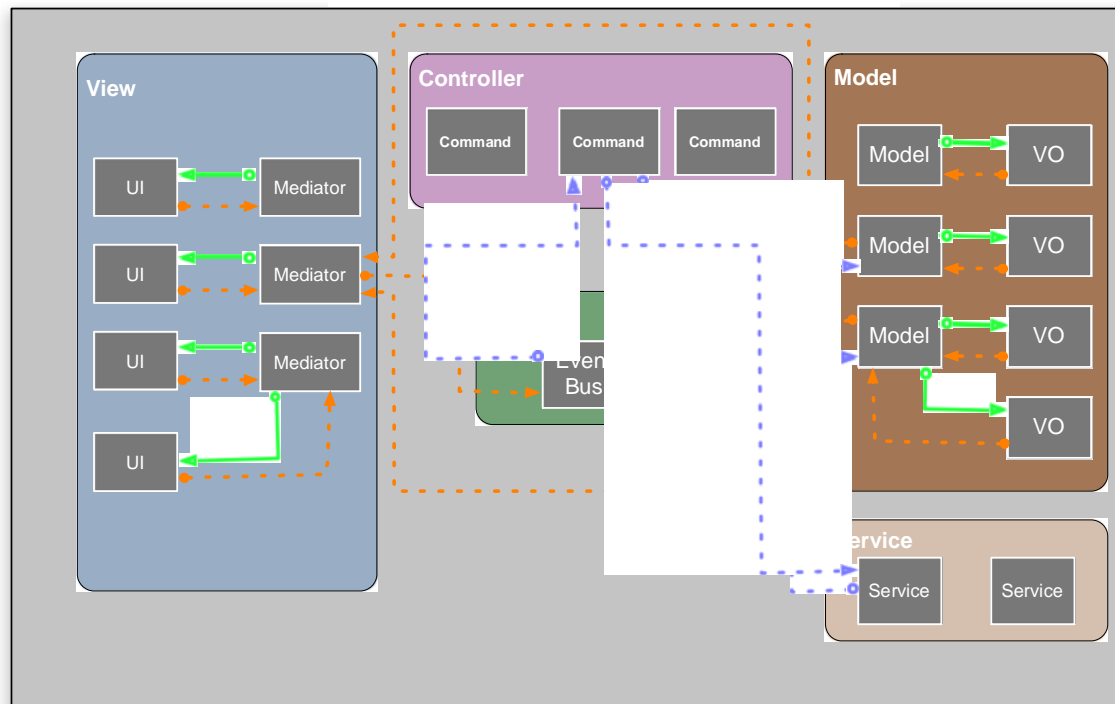 View
UI
Mediator
UI
Mediator
UI
Mediator
UI
Controller
Command
Command
Command
Even
Bus
Model
Model
VO
Model
VO
Model
VO
VO
ervice
Service
Service